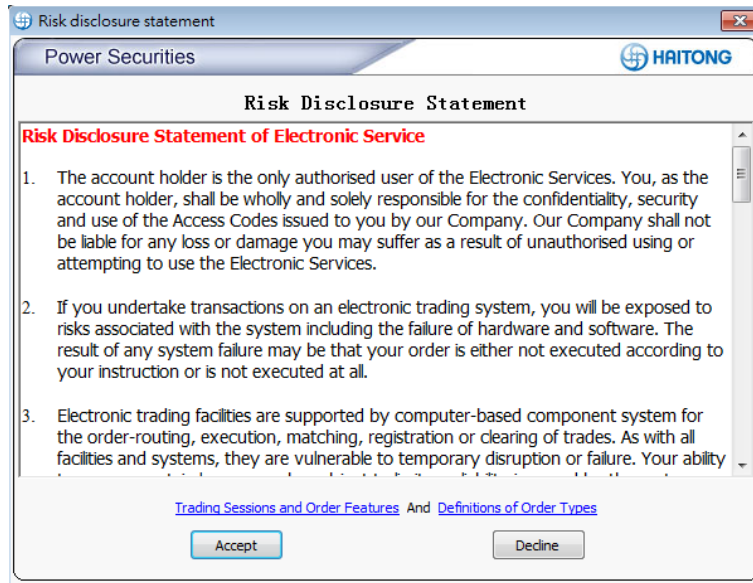 Risk disclosure statement
Power Securities
HAITONG
Risk Disclosure Statement
Risk Disclosure Statement of Electronic Service
1. The account holder is the only authorised user of the Electronic Services. You, as the
account holder, shall be wholly and solely responsible for the confidentiality, security
and use of the Access Codes issued to you by our Company. Our Company shall not
be liable for any loss or damage you may suffer as a result of unauthorised using or
attempting to use the Electronic Services.
2. If you undertake transactions on an electronic trading system, you will be exposed to
risks associated with the system including the failure of hardware and software. The
result of any system failure may be that your order is either not executed according to
your instruction or is not executed at all.
3. Electronic trading facilities are supported by computer-based component system for
the order-routing, execution, matching, registration or clearing of trades. As with all
facilities and systems, they are vulnerable to temporary disruption or failure. Your ability
Trading Sessions and Order Features And Definitions of Order Types
Accept Decline